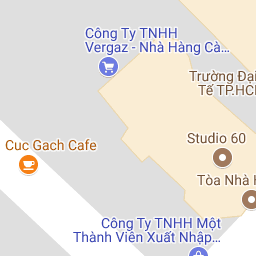 Công Ty TNHH
Vergaz - Nhà Hàng Cà...
Trường Đại
Tế TP.HC
Studio 60
Cuc Gach Cafe
Tòa Nhà
Công Ty TNHH Một
Thành Viên Xuất Nhập...